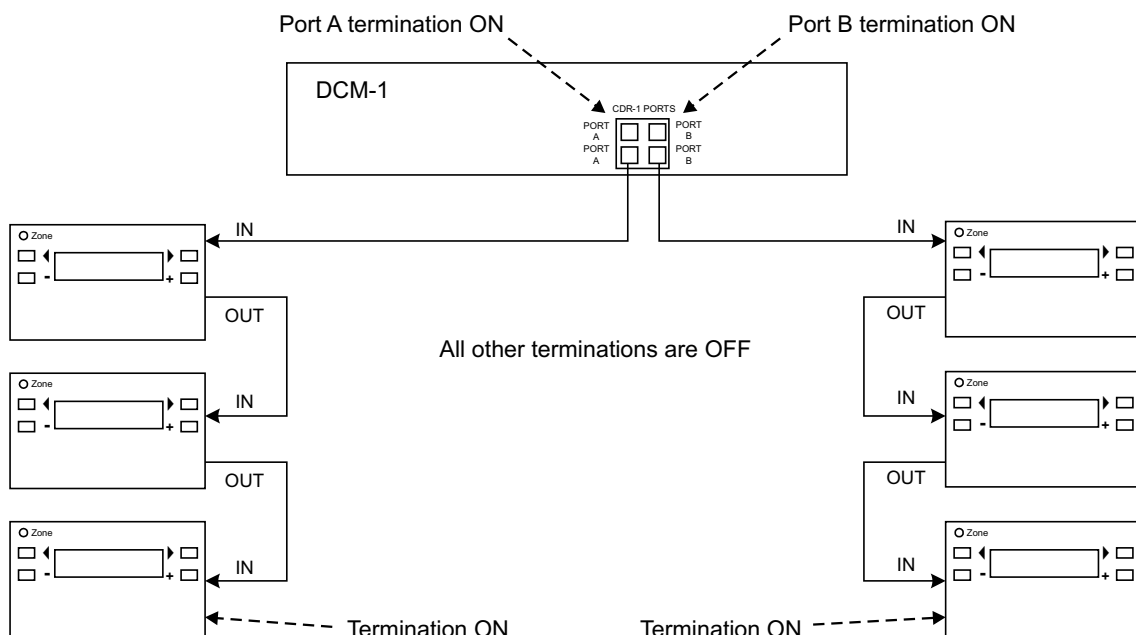 Port A termination ON
Port B termination ON
DCM-1
CDR-1 PORTS
PORT
A
PORT
B
PORT
A
PORT
B
IN
IN
Zone
- +
Zone
- +
OUT
OUT
All other terminations are OFF
Zone
- +
IN
IN
Zone
- +
OUT
OUT
Zone
- +
IN
IN
Zone
- +
Termination ON
Termination ON